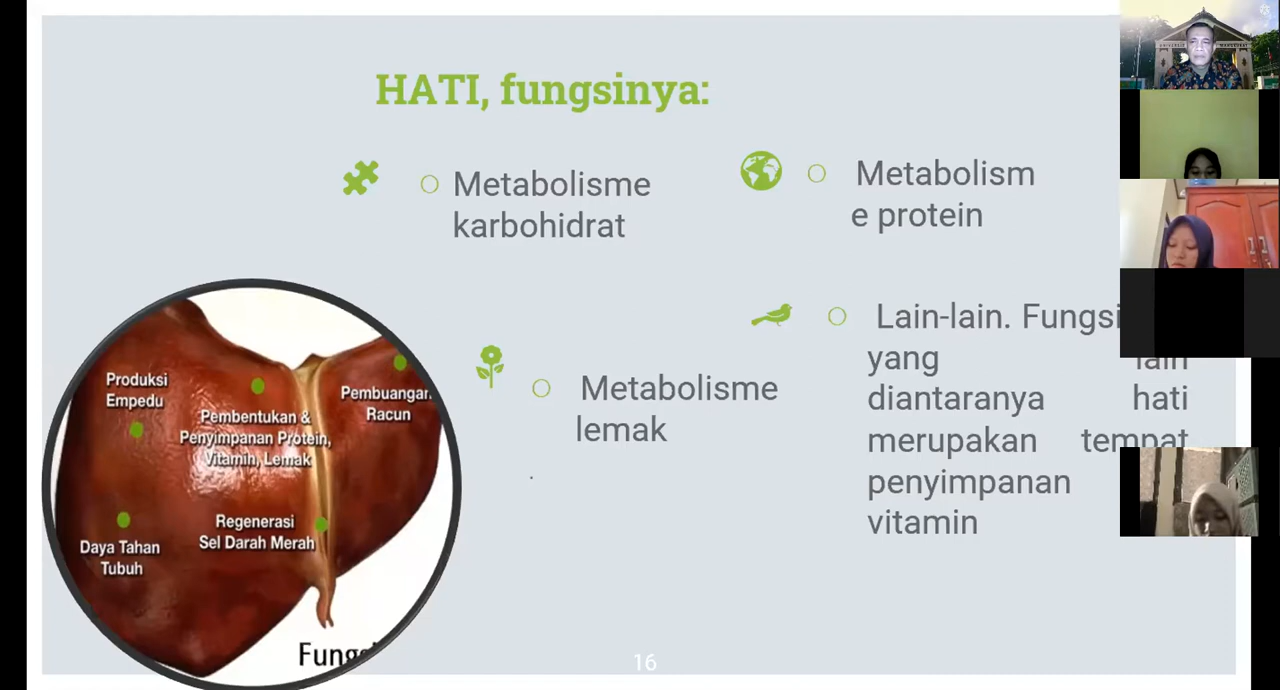 HATI, fungsinya:
Metabolisme
karbohidrat
Metabolism
e protein
Metabolisme
lemak
Lain-lain. Fungsi
yang lain
diantaranya hati
merupakan tempat
penyimpanan
vitamin
Produksi
Empedu
Pembentukan &
Penyimpanan Protein,
Vitamin, Lemak
Pembuangan
Racun
Regenerasi
Sel Darah Merah
Daya Tahan
Tubuh
16